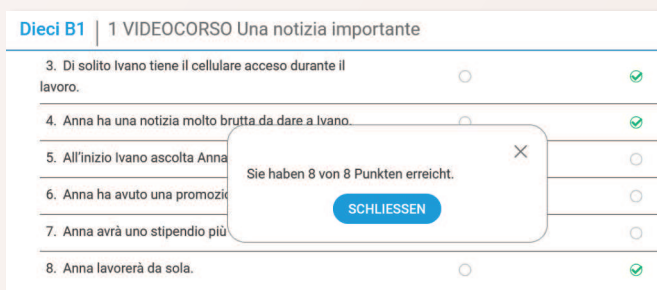 Dieci B1 | 1 VIDEOCORSO Una notizia importante
3. Di solito Ivano tiene il cellulare acceso durante il
lavoro.
4. Anna ha una notizia molto brutta da dare a Ivano.
5. All'inizio Ivano ascolta Anna
6. Anna ha avuto una
7. Anna avrà uno stipendio più
Sie haben 8 von 8 Punkten erreicht.
SCHLIESSEN
8. Anna lavorerà da sola.